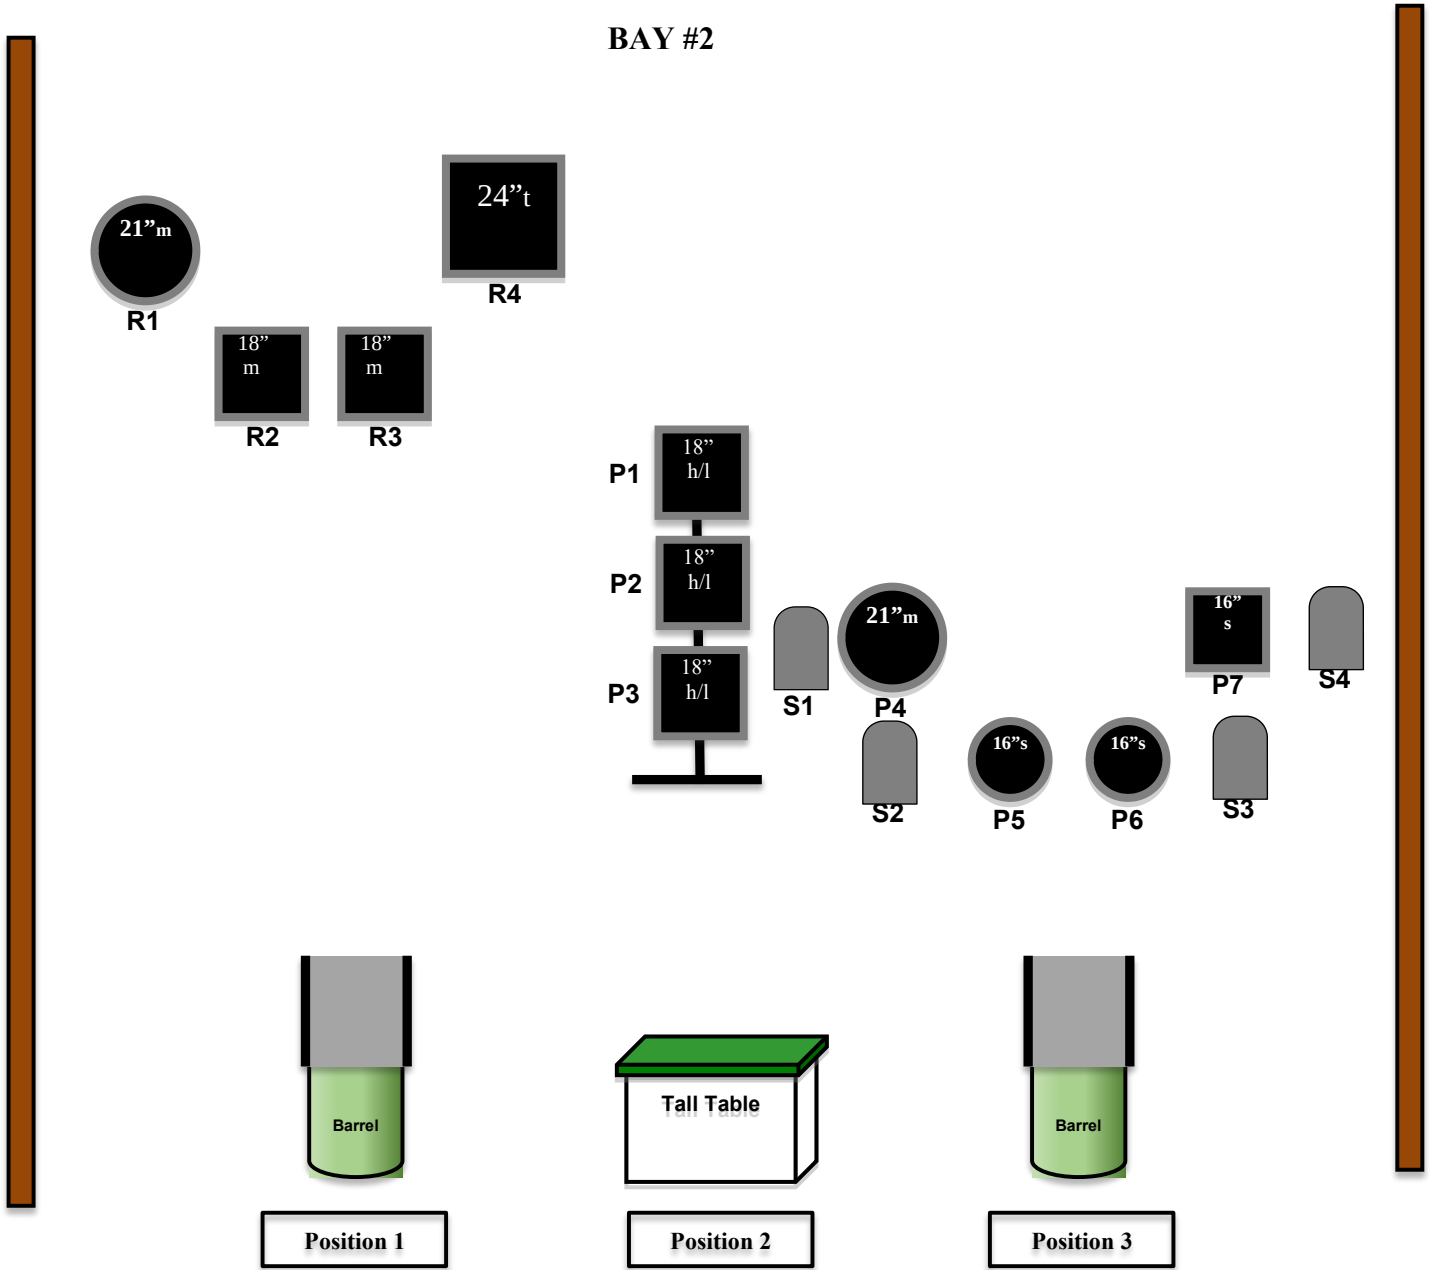 BAY #2
24”t
21”m
R4
R1
18”
m
18”
m
R2
R3
18”
h/l
P1
18”
h/l
P2
16”
s
21”m
18”
h/l
P3
P7
S4
S1
P4
16”s
16”s
S2
P5
P6
S3
Tall Table
Barrel
Barrel
Position 1
Position 2
Position 3